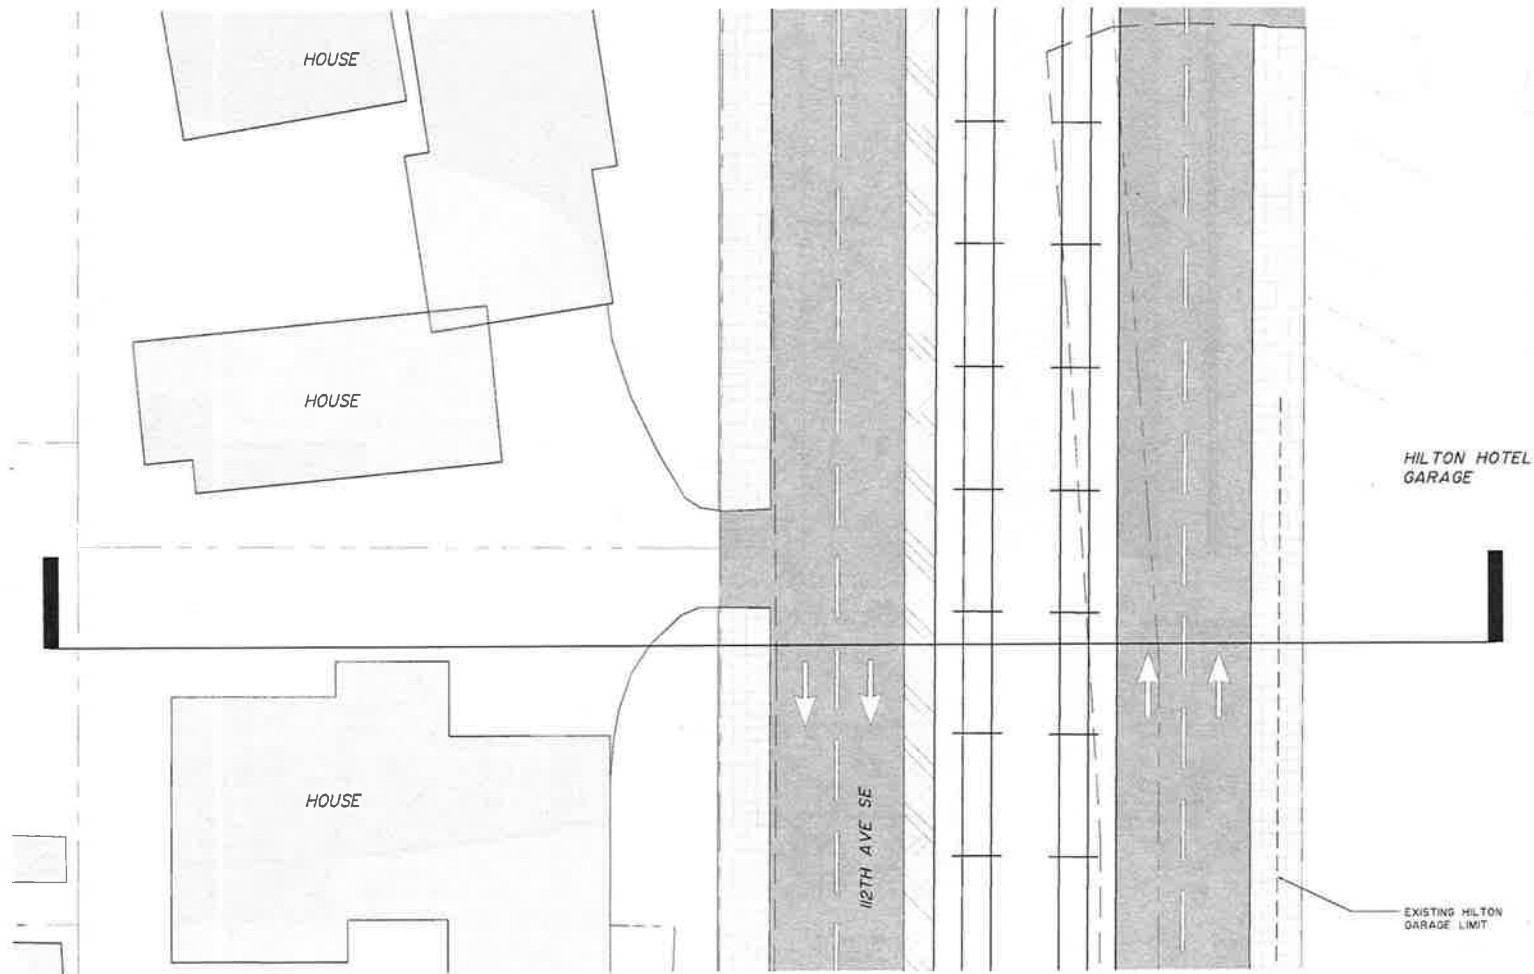 HOUSE
HOUSE
HILTON HOTEL
GARAGE
HOUSE
112TH AVE SE
EXISTING HILTON
GARAGE LIMIT